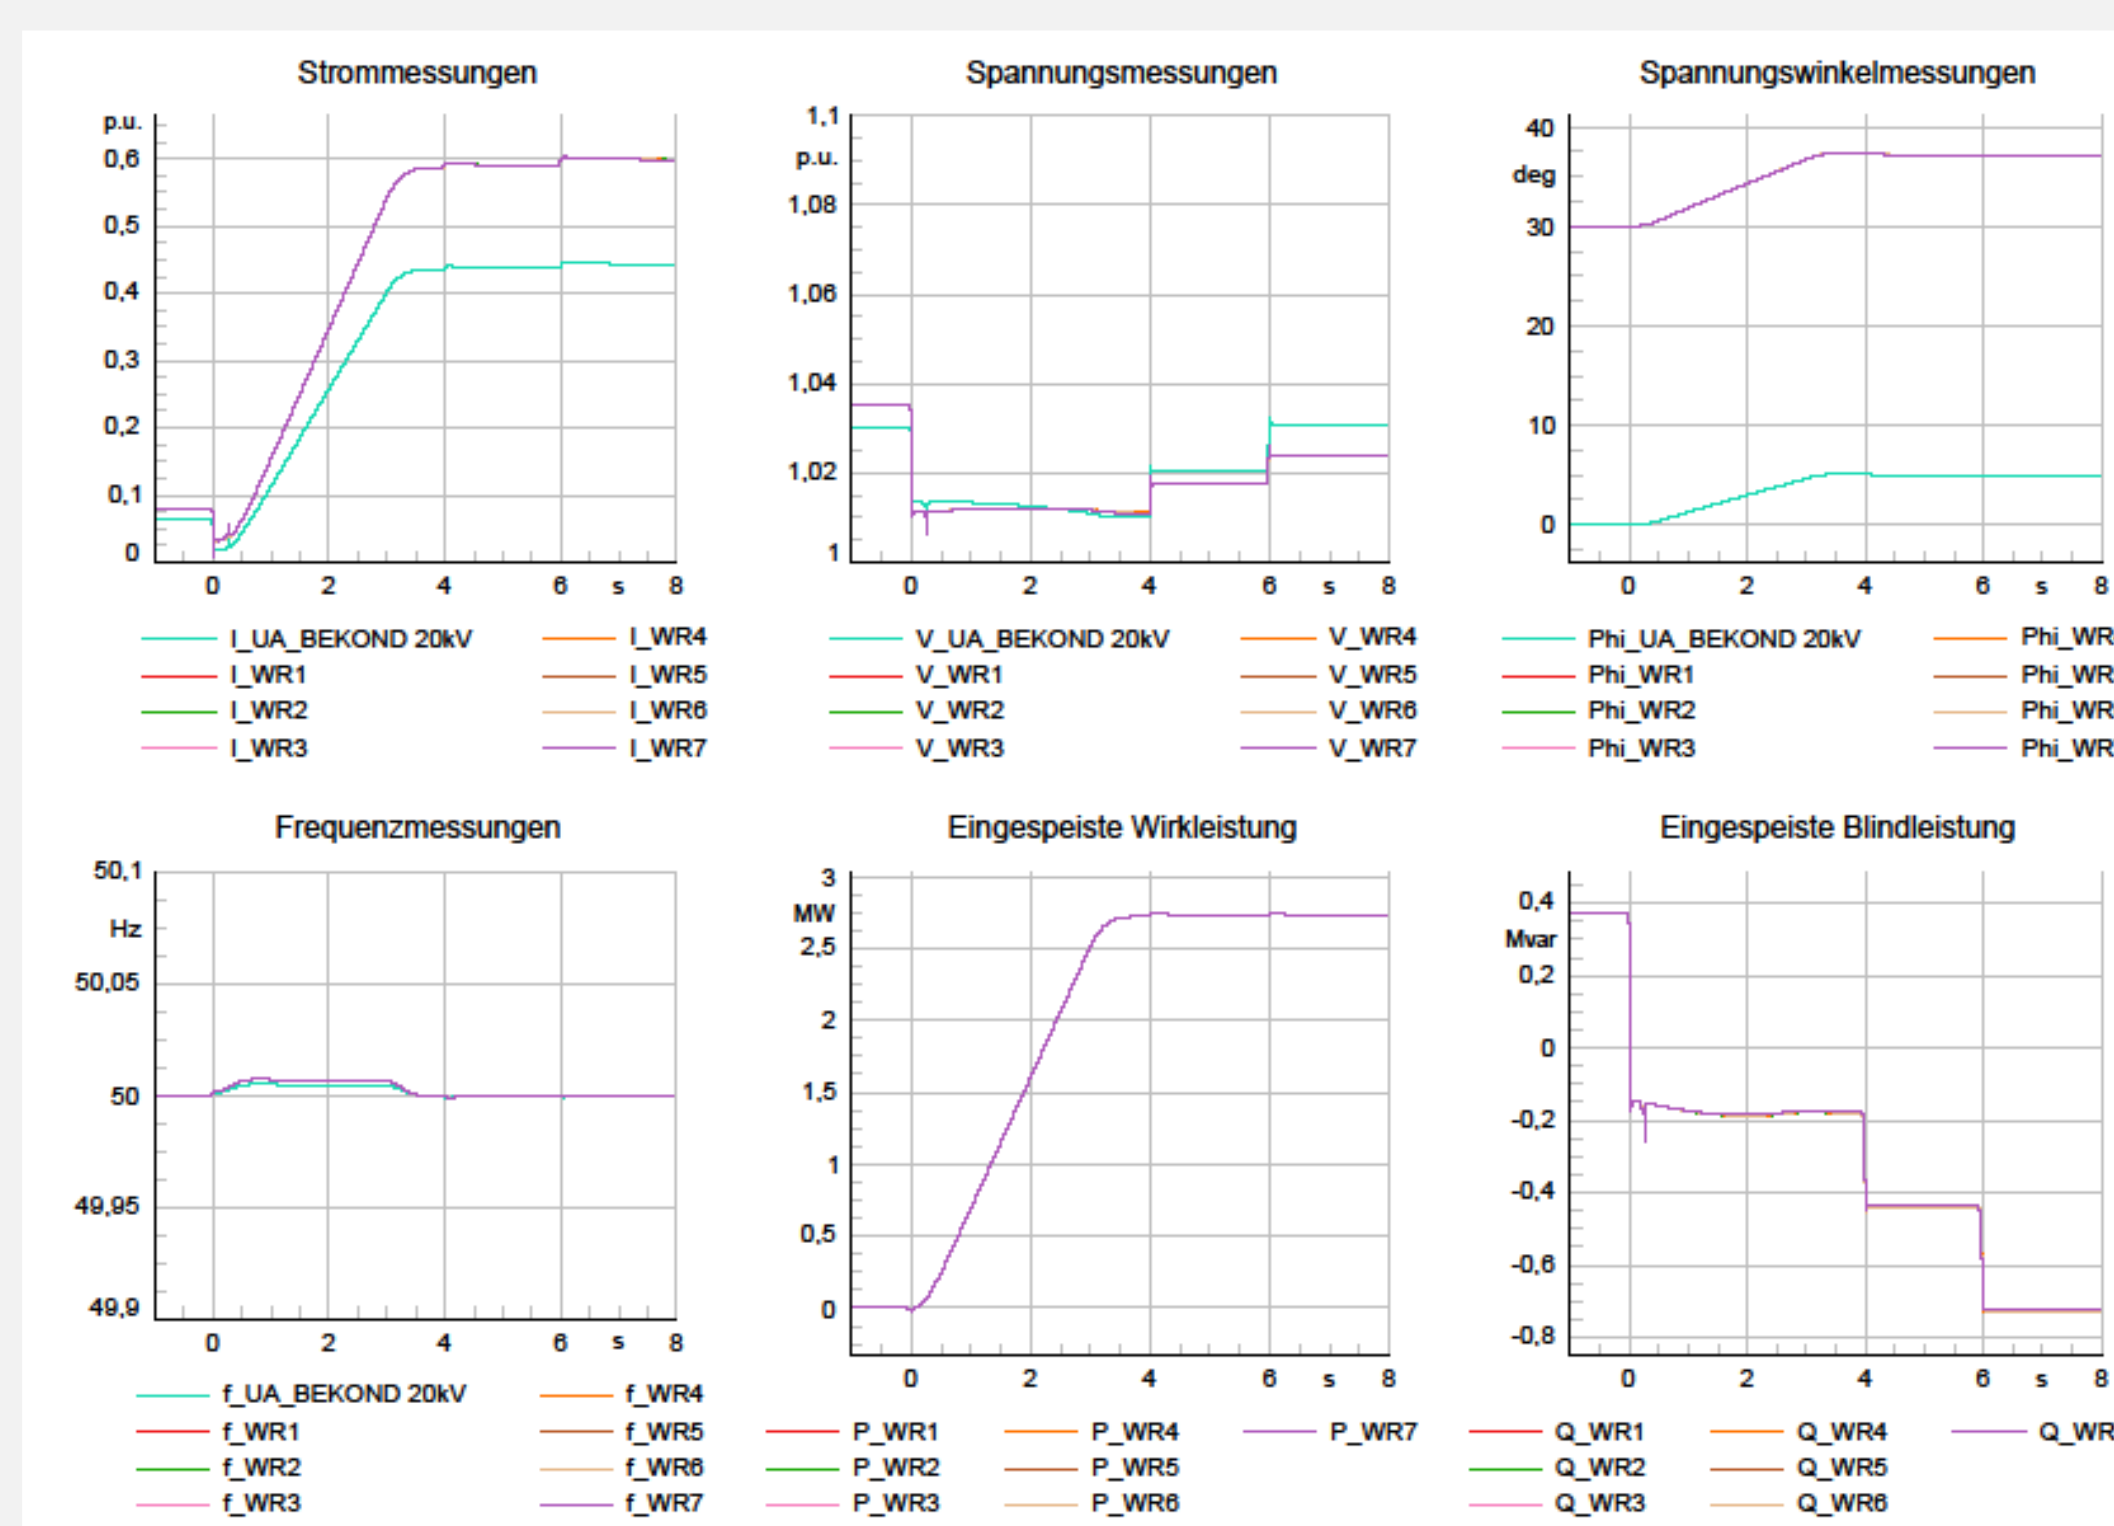 Strommessungen Spannungsmessungen Spannungswinkelmessungen
p.u.
0,6
0,5
0,4
0,3
0,2
0,1
0
0 2 4 6 s 8
1,1
p.u.
1,08
1,06
1,04
1,02
1
0 2 4 6 s 8
40
deg
30
20
10
0
0 2 4 6 s 8
I_UA_BEKOND 20kV I_WR4
I_WR1 I_WR5
I_WR2 I_WR6
I_WR3 I_WR7
V_UA_BEKOND 20kV V_WR4
V_WR1 V_WR5
V_WR2 V_WR6
V_WR3 V_WR7
Phi_UA_BEKOND 20kV Phi_WR
Phi_WR1 Phi_WR
Phi_WR2 Phi_WR
Phi_WR3 Phi_WR
Frequenzmessungen Eingespeiste Wirkleistung Eingespeiste Blindleistung
50,1
Hz
50,05
50
49,95
49,9
0 2 4 6 s 8
3
MW
2,5
2
1,5
1
0,5
0
0 2 4 6 s 8
0,4
Mvar
0,2
0
-0,2
-0,4
-0,6
-0,8
0 2 4 6 s 8
f_UA_BEKOND 20kV f_WR4
f_WR1 f_WR5
f_WR2 f_WR6
f_WR3 f_WR7
P_WR1 P_WR4 P_WR7
P_WR2 P_WR5
P_WR3 P_WR6
Q_WR1 Q_WR4 Q_WR
Q_WR2 Q_WR5
Q_WR3 Q_WR6